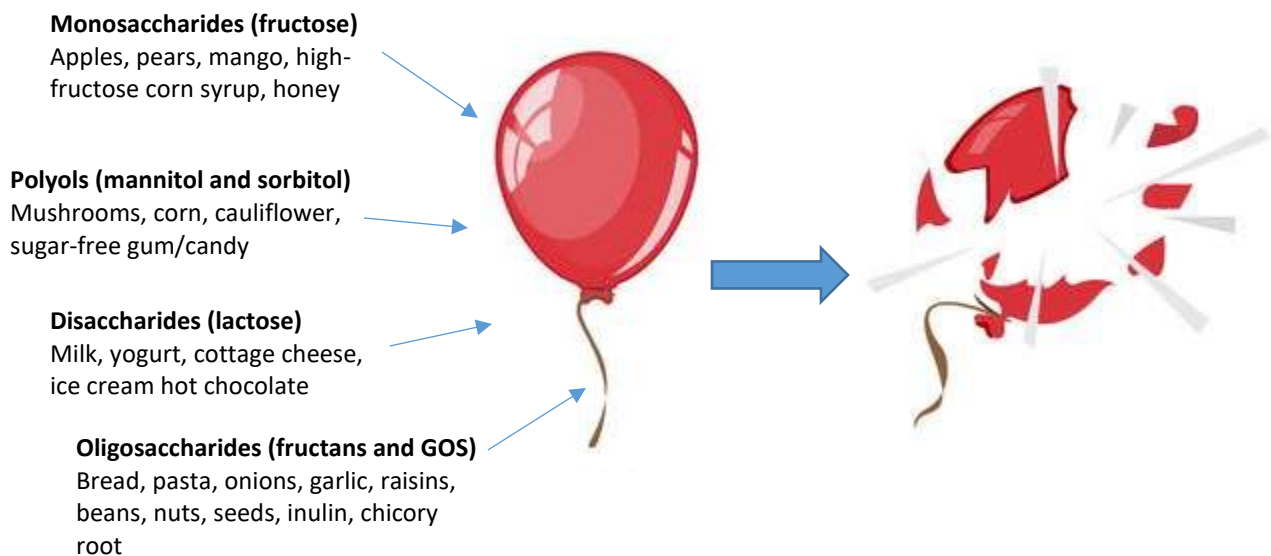 Monosaccharides (fructose)
Apples, pears, mango, high-
fructose corn syrup, honey
Polyols (mannitol and sorbitol)
Mushrooms, corn, cauliflower,
sugar-free gum/candy
Disaccharides (lactose)
Milk, yogurt, cottage cheese,
ice cream hot chocolate
Oligosaccharides (fructans and GOS)
Bread, pasta, onions, garlic, raisins,
beans, nuts, seeds, inulin, chicory
root